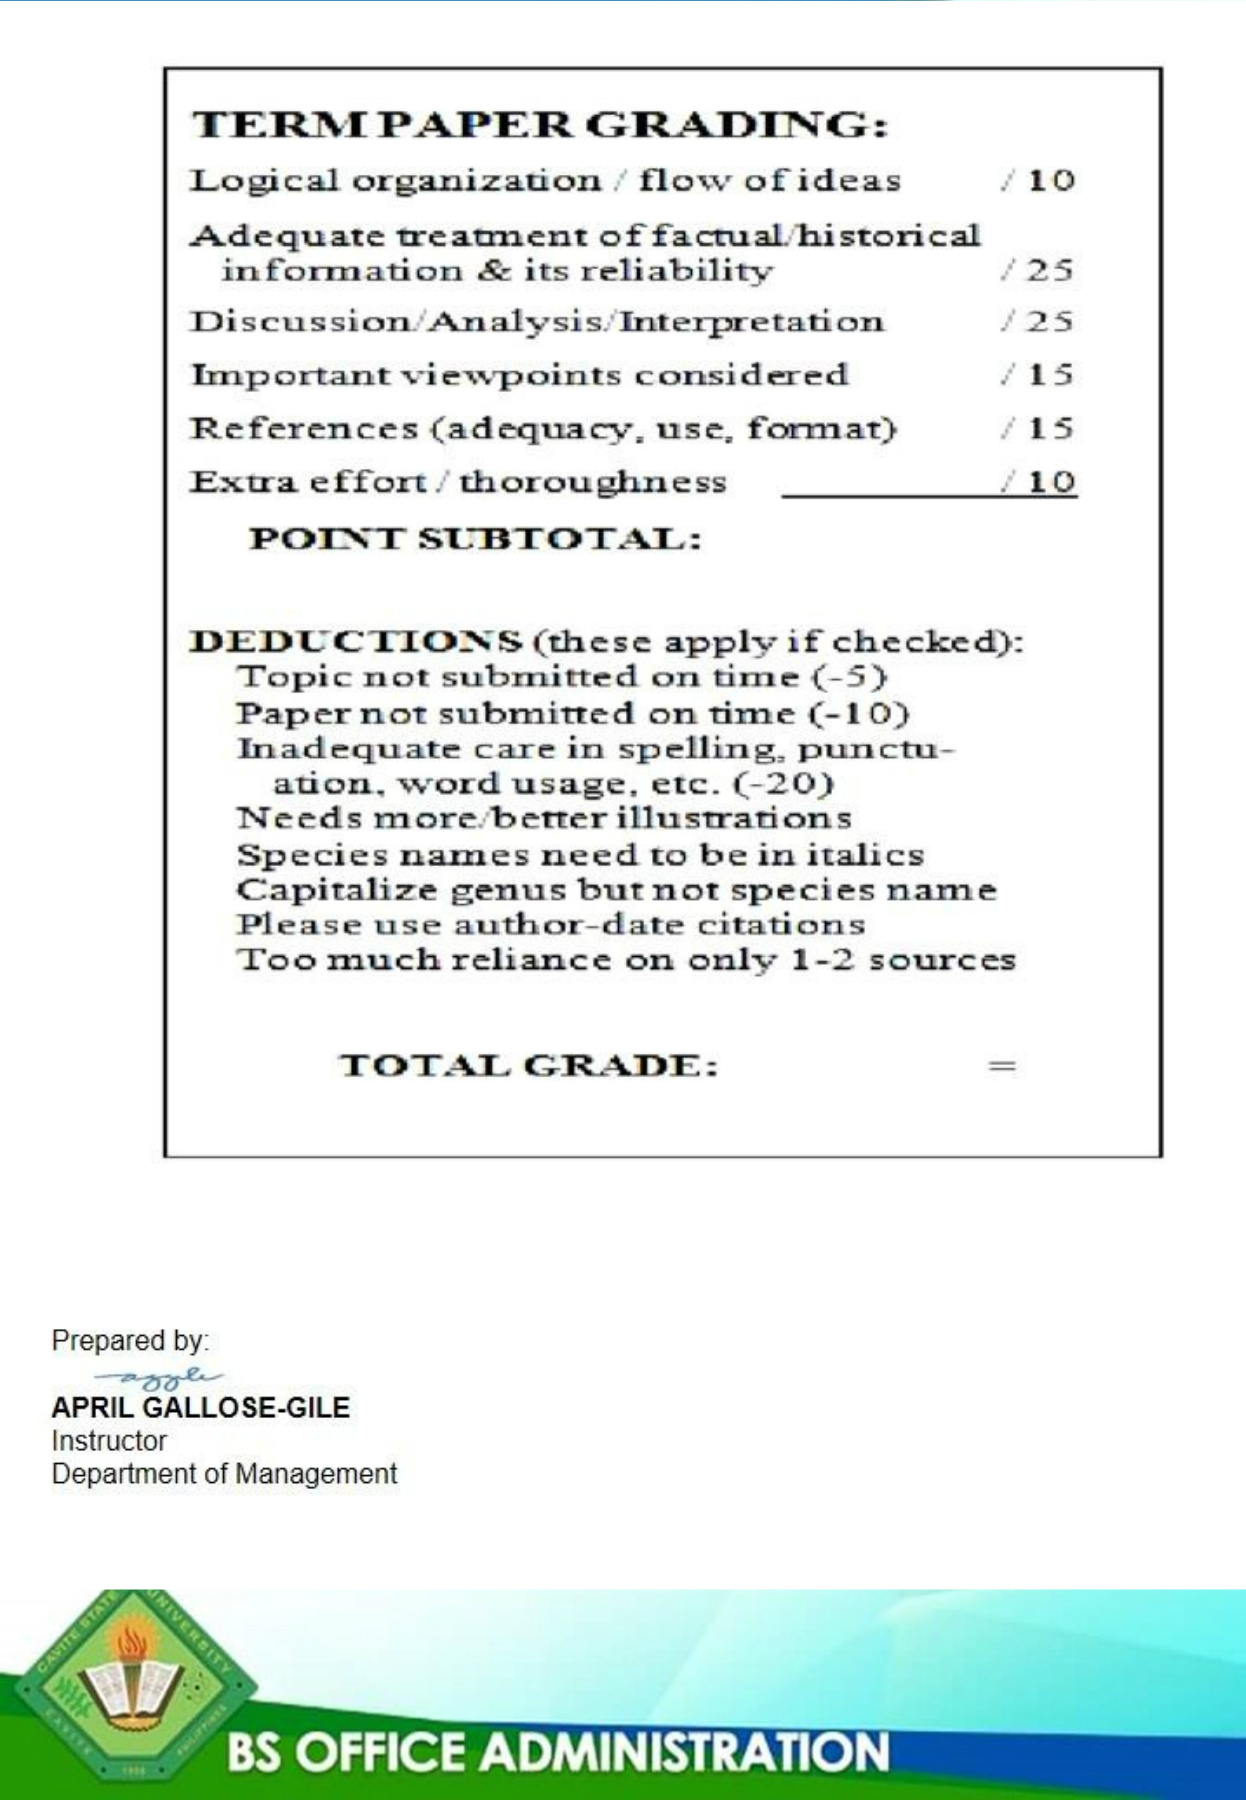 TERM PAPER GRADING:
Logical organization / flow of ideas / 10
Adequate treatment of factual/historical
information & its reliability / 25
Discussion/Analysis/Interpretation / 25
Important viewpoints considered / 15
References (adequacy, use, format) / 15
Extra effort / thoroughness / 10
POINT SUBTOTAL:
DEDUCTIONS (these apply if checked):
Topic not submitted on time (-5)
Paper not submitted on time (-10)
Inadequate care in spelling, punctu-
ation, word usage, etc. (-20)
Needs more/better illustrations
Species names need to be in italics
Capitalize genus but not species name
Please use author-date citations
Too much reliance on only 1-2 sources
TOTAL GRADE: =
Prepared by:
APRIL GALLOSE-GILE
Instructor
Department of Management
CAVITE STATE UNIVERSITY
CAVITE PHILIPPINES
BS OFFICE ADMINISTRATION